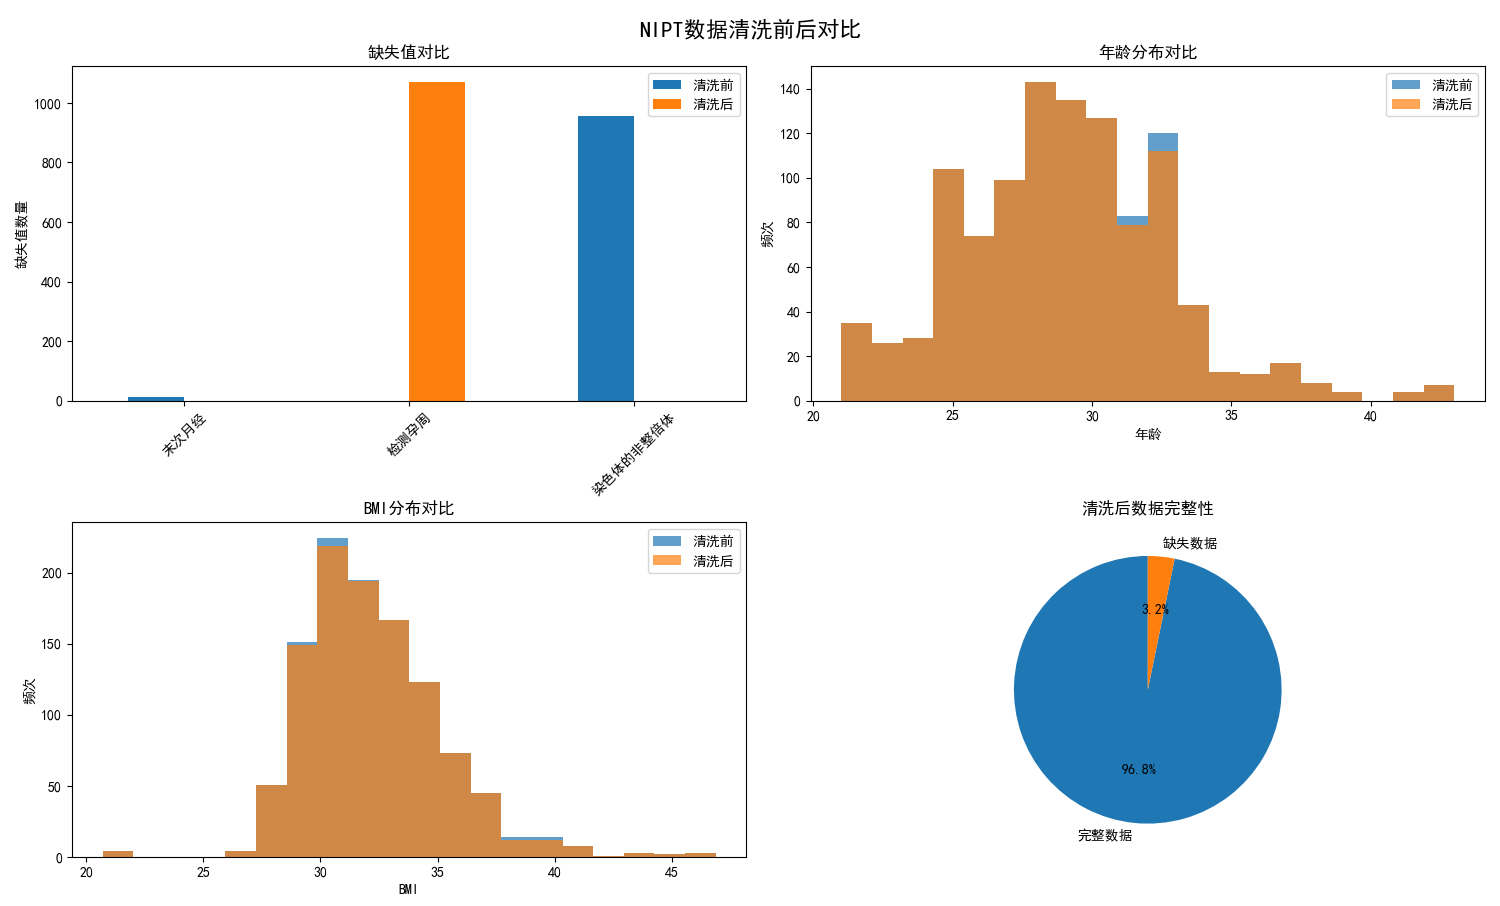 NIPT数据清洗前后对比
缺失值对比
清洗前
清洗后
缺失值数量
1000
800
600
400
200
0
末次月经
检测孕周
染色体的非整倍体
年龄分布对比
清洗前
清洗后
频次
140
120
100
80
60
40
20
0
20
25
30
35
40
年龄
BMI分布对比
清洗前
清洗后
频次
200
150
100
50
0
20
25
30
35
40
45
BMI
清洗后数据完整性
缺失数据
3.2%
96.8%
完整数据